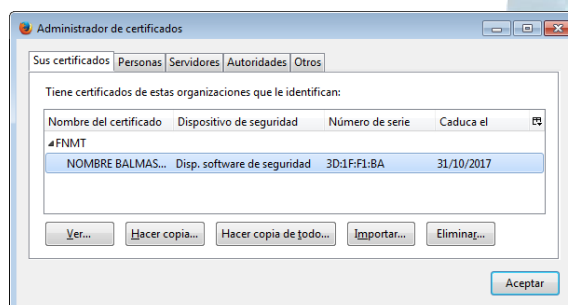 Administrador de certificados
Sus certificados Personas Servidores Autoridades Otros
Tiene certificados de estas organizaciones que le identifican:
Nombre del certificado Dispositivo de seguridad Número de serie Caduca el
FNMT
NOMBRE BALMAS... Disp. software de seguridad 3D:1F:F1:BA 31/10/2017
Ver... Hacer copia... Hacer copia de todo... Importar... Eliminar...
Aceptar